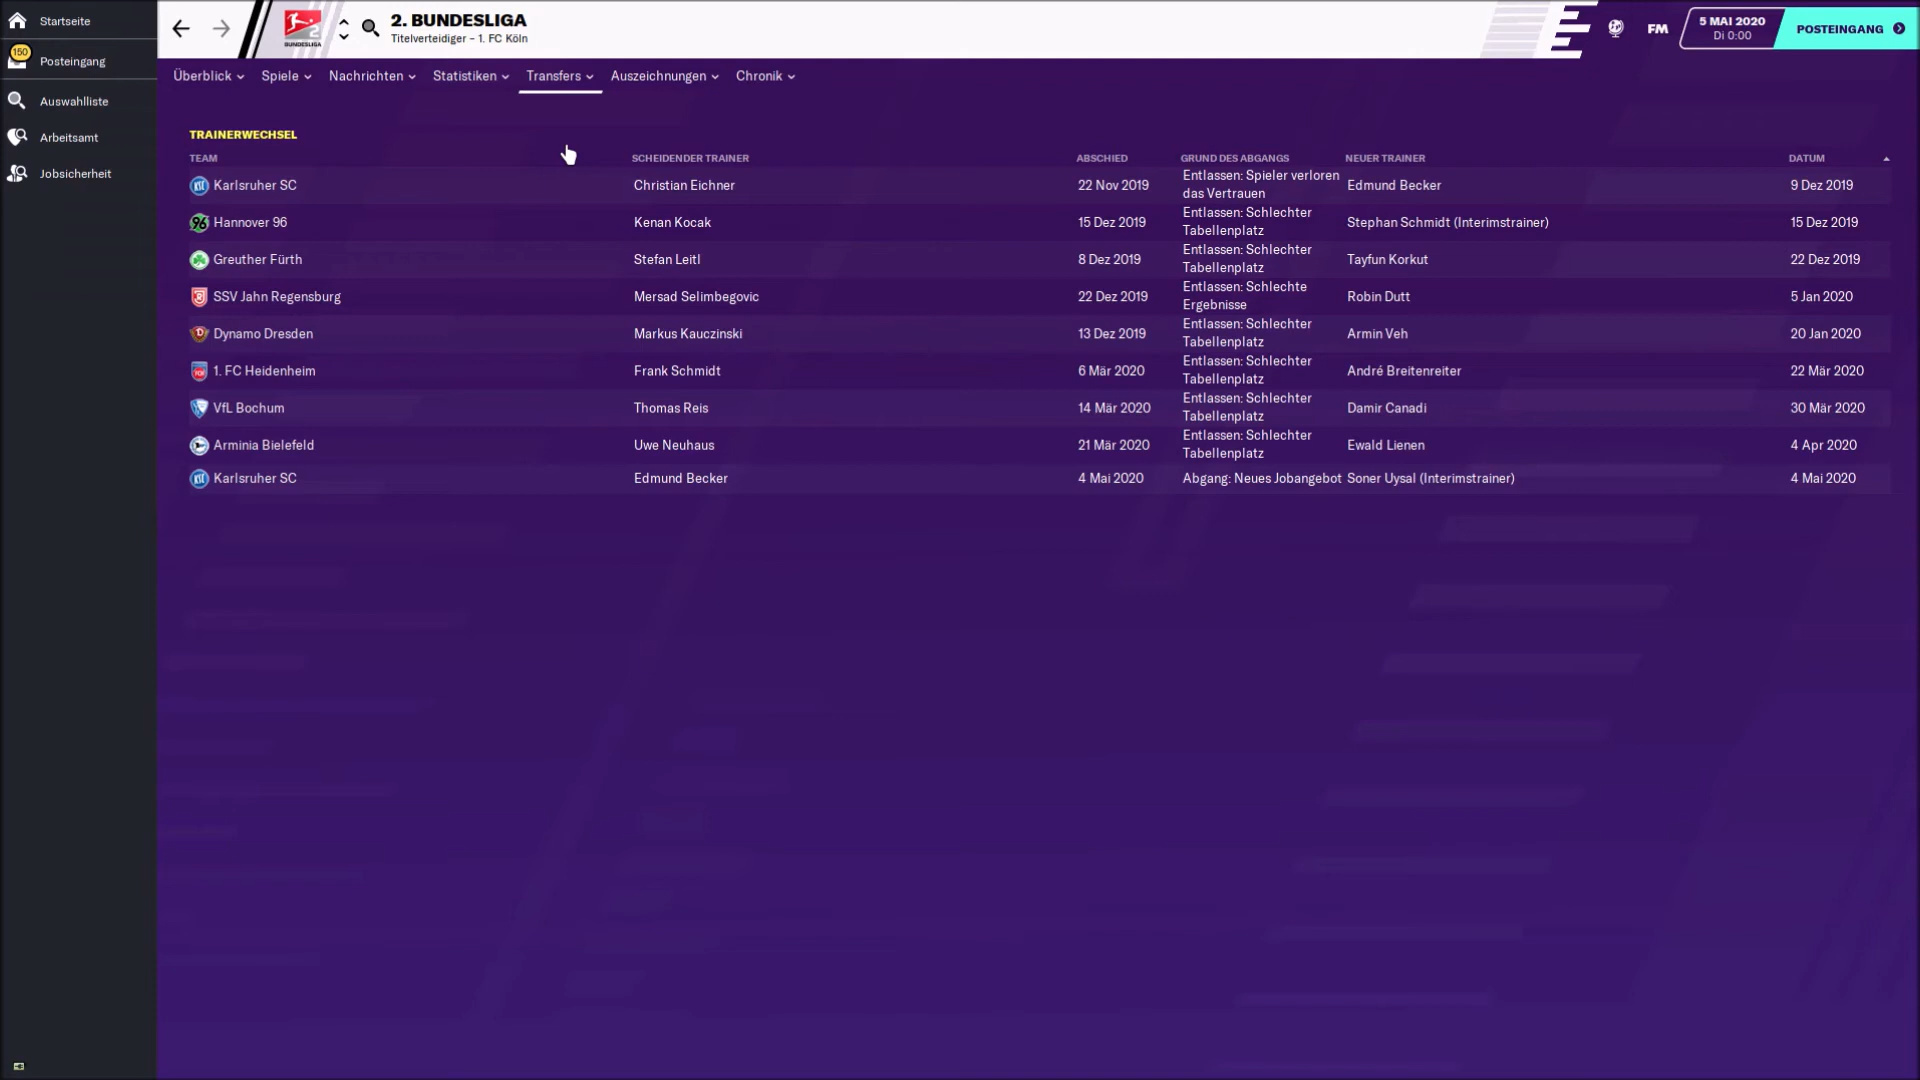 Startseite
150
Posteingang
Auswahlliste
Arbeitsamt
Jobsicherheit
BUNDESLIGA
2. BUNDESLIGA
Titelverteidiger – 1. FC Köln
FM
5 MAI 2020
Di 0:00
POSTEINGANG
Überblick Spiele Nachrichten Statistiken Transfers Auszeichnungen Chronik
TRAINERWECHSEL
TEAM SCHEIDENDER TRAINER ABSCHIED GRUND DES ABGANGS NEUER TRAINER DATUM
Karlsruher SC Christian Eichner 22 Nov 2019 Entlassen: Spieler verloren das Vertrauen Edmund Becker 9 Dez 2019
Hannover 96 Kenan Kocak 15 Dez 2019 Entlassen: Schlechter Tabellenplatz Stephan Schmidt (Interimstrainer) 15 Dez 2019
Greuther Fürth Stefan Leitl 8 Dez 2019 Entlassen: Schlechter Tabellenplatz Tayfun Korkut 22 Dez 2019
SSV Jahn Regensburg Mersad Selimbegovic 22 Dez 2019 Entlassen: Schlechte Ergebnisse Robin Dutt 5 Jan 2020
Dynamo Dresden Markus Kauczinski 13 Dez 2019 Entlassen: Schlechter Tabellenplatz Armin Veh 20 Jan 2020
1. FC Heidenheim Frank Schmidt 6 Mär 2020 Entlassen: Schlechter Tabellenplatz André Breitenreiter 22 Mär 2020
VfL Bochum Thomas Reis 14 Mär 2020 Entlassen: Schlechter Tabellenplatz Damir Canadi 30 Mär 2020
Arminia Bielefeld Uwe Neuhaus 21 Mär 2020 Entlassen: Schlechter Tabellenplatz Ewald Lienen 4 Apr 2020
Karlsruher SC Edmund Becker 4 Mai 2020 Abgang: Neues Jobangebot Soner Uysal (Interimstrainer) 4 Mai 2020